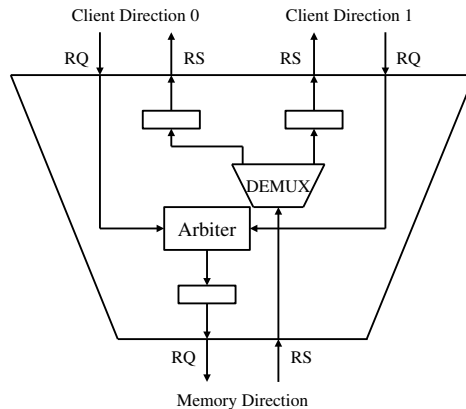 Client Direction 0 Client Direction 1
RQ RS RS RQ
DEMUX
Arbiter
RQ RS
Memory Direction